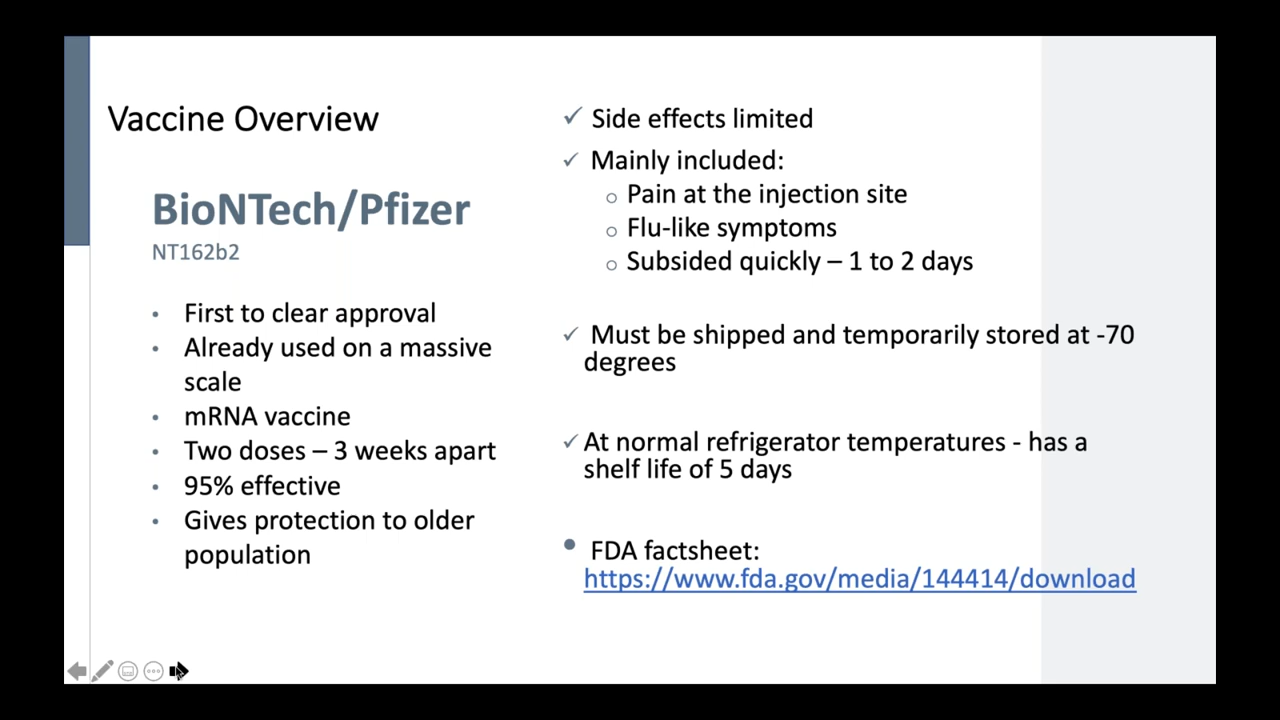 Vaccine Overview
BioNTech/Pfizer
NT162b2
• First to clear approval
• Already used on a massive
scale
• mRNA vaccine
• Two doses – 3 weeks apart
• 95% effective
• Gives protection to older
population
✓ Side effects limited
✓ Mainly included:
o Pain at the injection site
o Flu-like symptoms
o Subsided quickly – 1 to 2 days
✓ Must be shipped and temporarily stored at -70
degrees
✓ At normal refrigerator temperatures - has a
shelf life of 5 days
• FDA factsheet:
https://www.fda.gov/media/144414/download